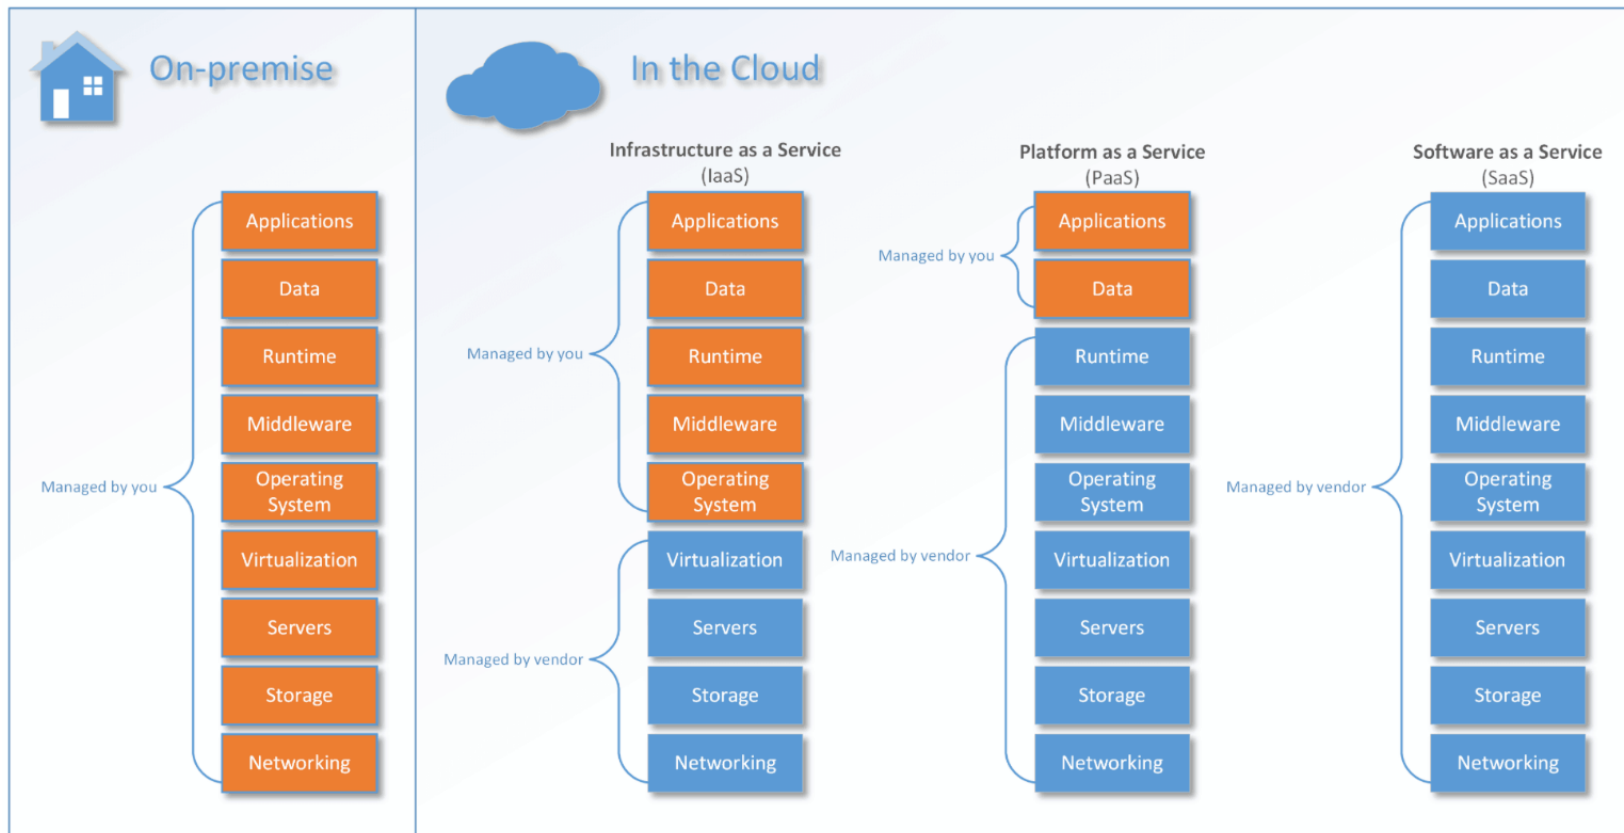 On-premise
Managed by you
Applications
Data
Runtime
Middleware
Operating
System
Virtualization
Servers
Storage
Networking
In the Cloud
Infrastructure as a Service
(IaaS)
Managed by you
Applications
Data
Runtime
Middleware
Operating
System
Managed by vendor
Virtualization
Servers
Storage
Networking
Platform as a Service
(PaaS)
Managed by you
Applications
Data
Managed by vendor
Runtime
Middleware
Operating
System
Virtualization
Servers
Storage
Networking
Software as a Service
(SaaS)
Managed by vendor
Applications
Data
Runtime
Middleware
Operating
System
Virtualization
Servers
Storage
Networking